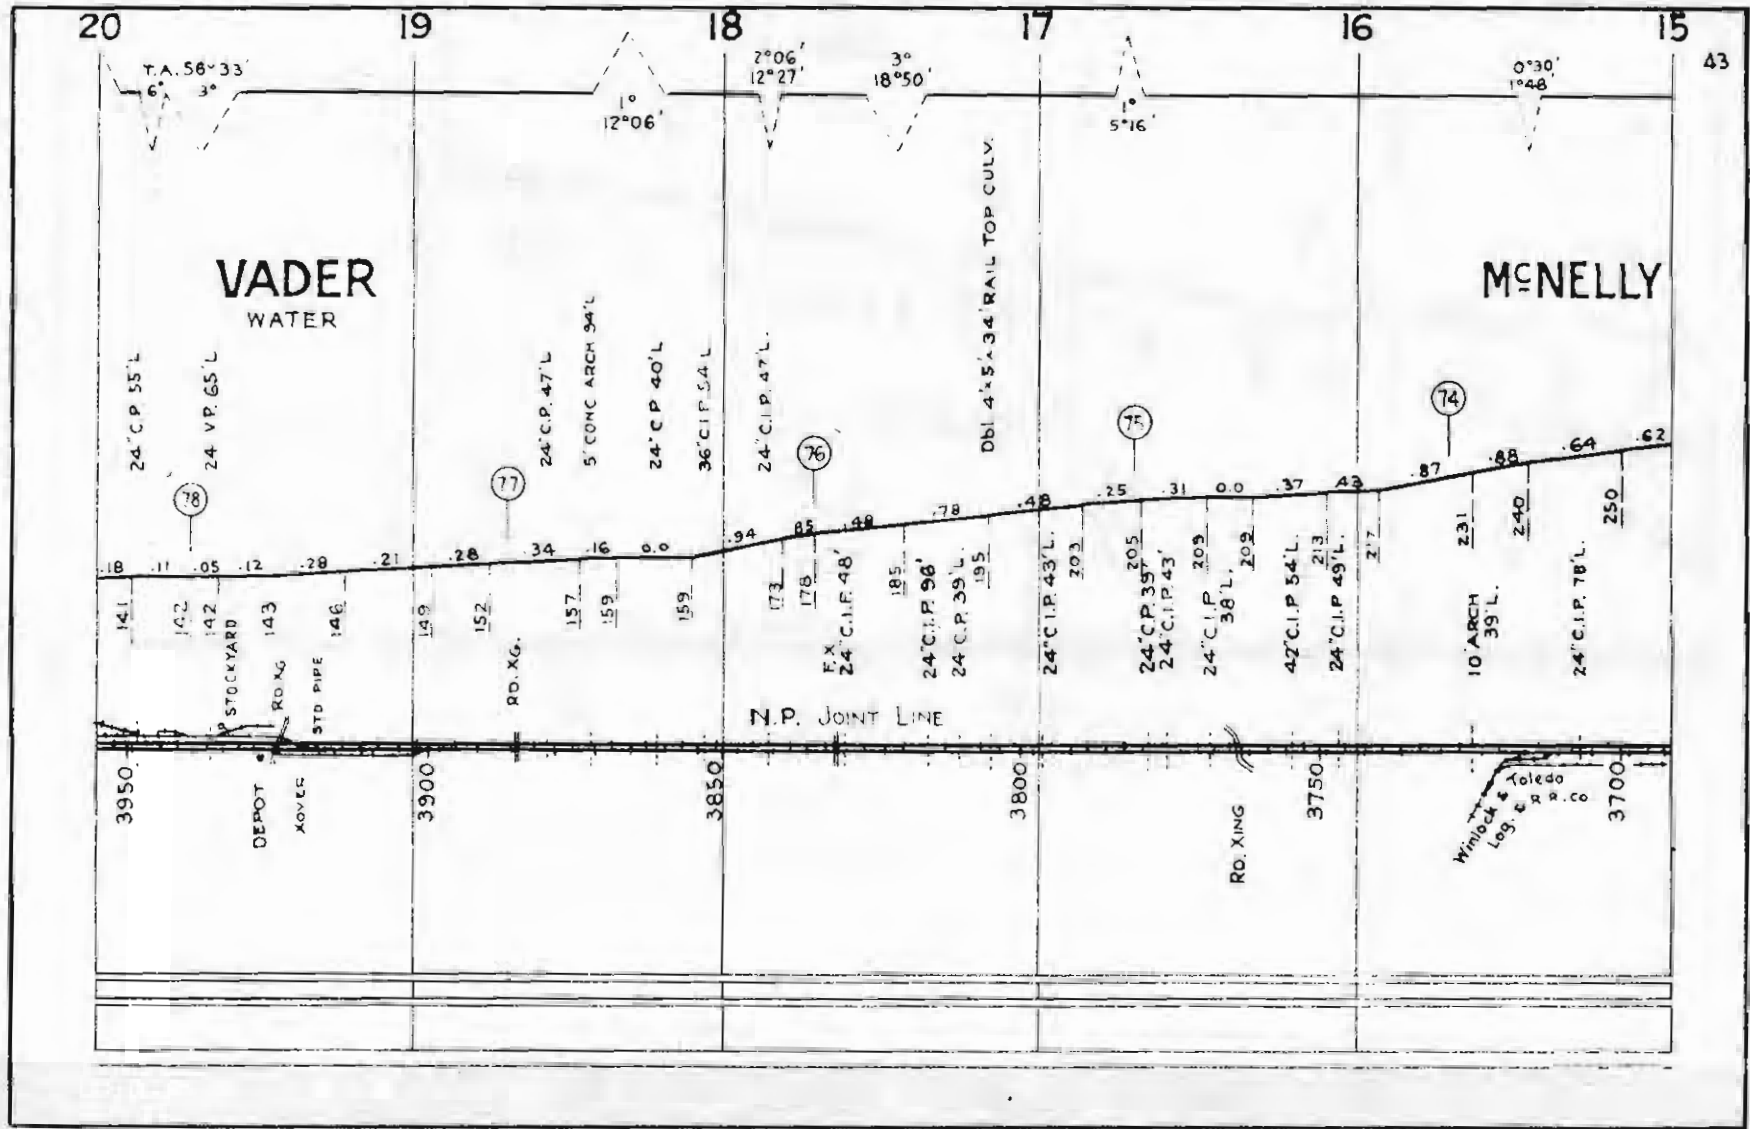 20 19 18 17 16 15
43
T.A. 56°33'
6° 3°
1°
12°06'
2°06'
12°27'
3°
18°50'
1°
5°16'
0°30'
1°48'
VADER
WATER
McNELLY
24" C.P. 55' L
24 V.P. 65' L
24" C.P. 47' L
5' CONC ARCH 94' L
24" C.P. 40' L
36" C.I.P. 54' L
24" C.I.P. 47' L.
Dbl. 4' x 5' x 34' RAIL TOP CULV.
78 77 76 75 74
.18 .11 .05 .12 .28 .21 .28 .34 .16 0.0 .94 .85 .48 .78 .48 .25 .31 0.0 .37 .43 .87 .88 .64 .62
141 142 142 143 146 149 152 157 159 159 173 178 185 195 203 205 209 209 213 217 231 240 250
STOCKYARD
RD. XG
STD PIPE
RD. XG.
F.X.
24" C.I.P. 48'
24" C.I.P. 96'
24" C.P. 39' L.
24" C.I.P. 43' L.
24" C.P. 39'
24" C.I.P. 43'
24" C.I.P
38' L.
42" C.I.P. 54' L.
24" C.I.P. 49' L.
10' ARCH
39' L.
24" C.I.P. 78' L.
N.P. JOINT LINE
3950 3900 3850 3800 3750 3700
DEPOT
XOVER
RD. XING
Winlock & Toledo
Log. & R.R. Co